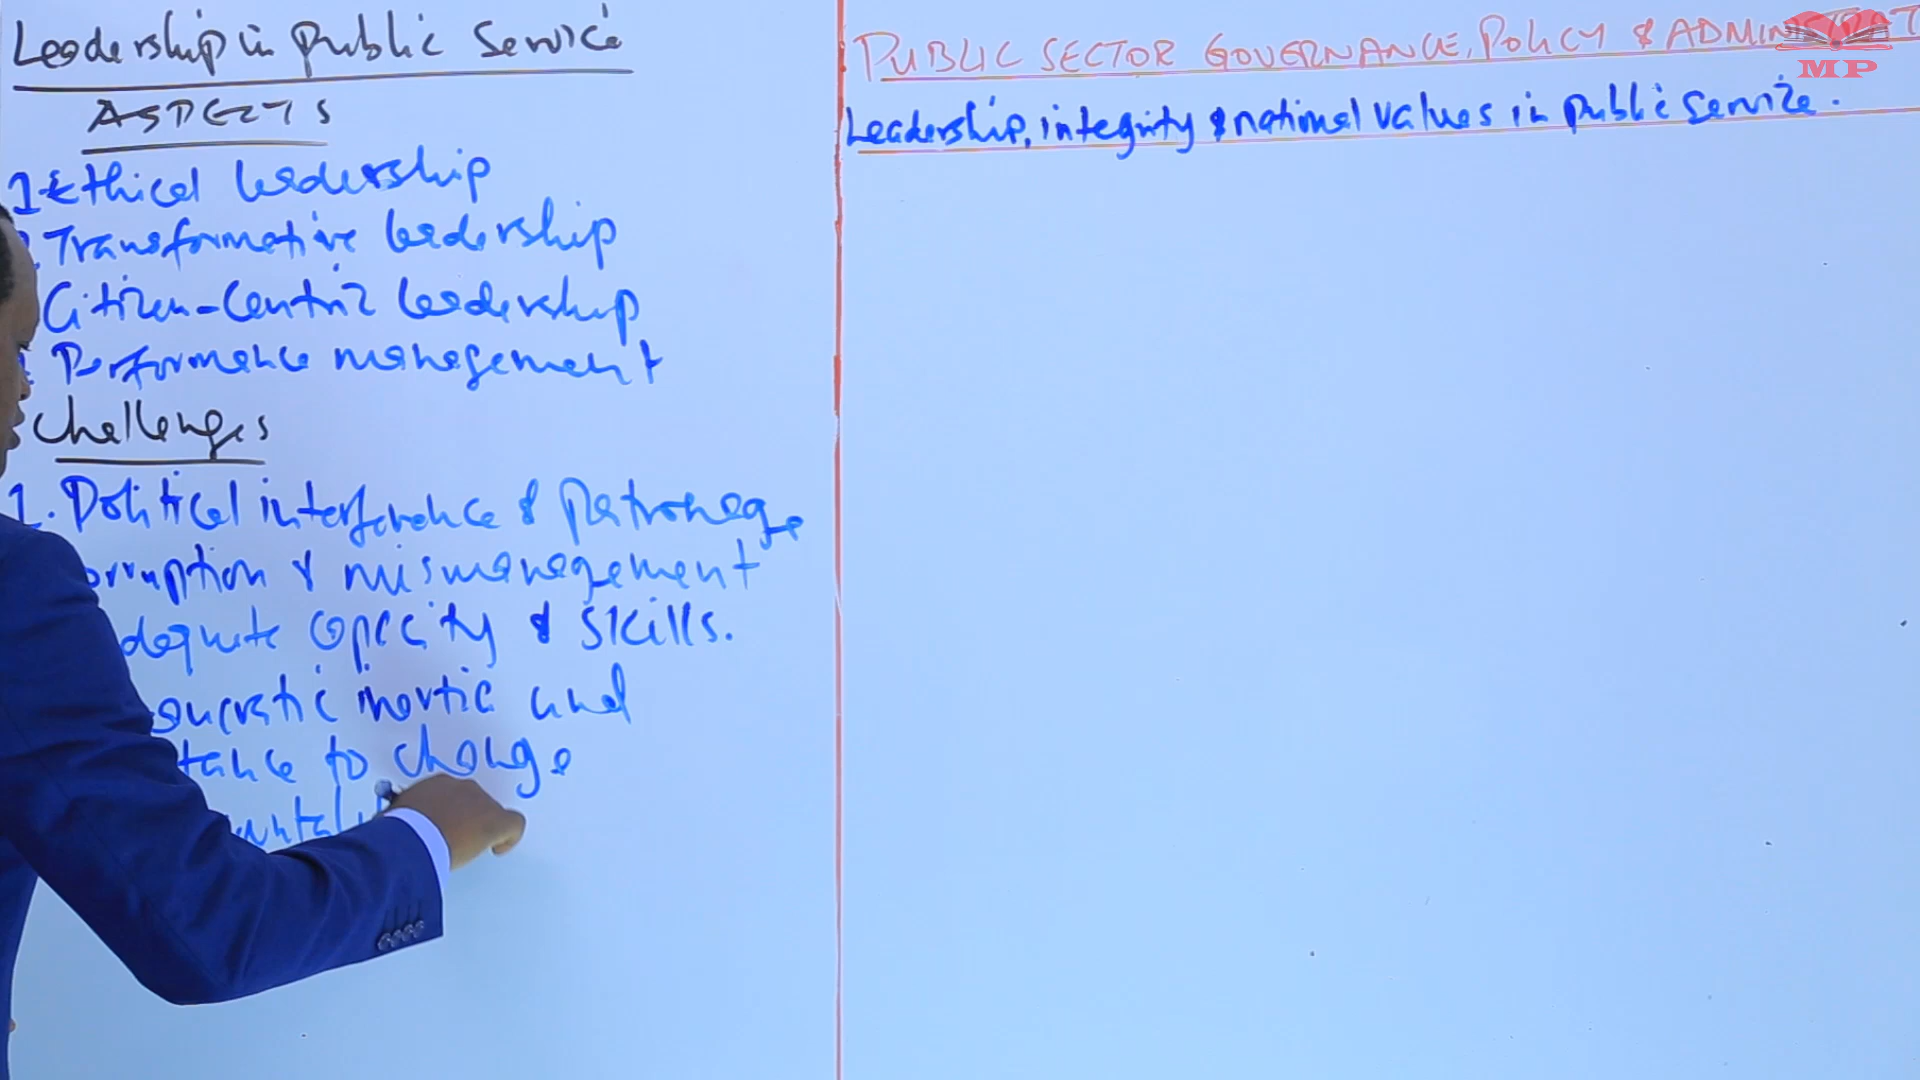 Leadership in public service
ASPECTS
1. Ethical leadership
Transformative leadership
Citizen-Centric leadership
Performance management
Challenges
1. Political interference & patronage
orruption & mismanagement
dequate capacity & skills.
aucratic inertia and
tance to change
PUBLIC SECTOR GOVERNANCE, POLICY & ADMINISTRAT
MP
Leadership, integrity & national values in public service.